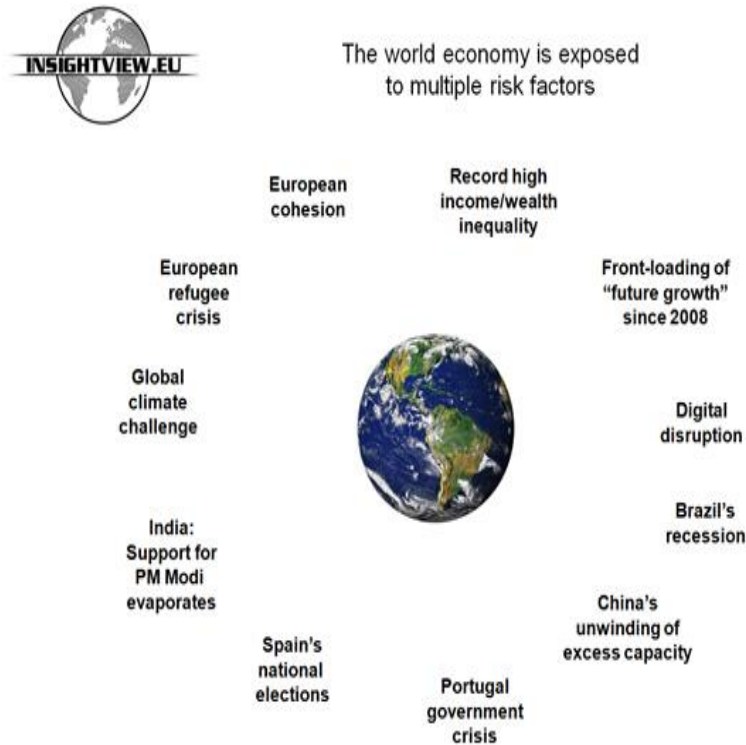 INSIGHTVIEW.EU
The world economy is exposed
to multiple risk factors
European
cohesion
Record high
income/wealth
inequality
Front-loading of
“future growth”
since 2008
Digital
disruption
Brazil’s
recession
China’s
unwinding of
excess capacity
Portugal
government
crisis
Spain’s
national
elections
India:
Support for
PM Modi
evaporates
Global
climate
challenge
European
refugee
crisis